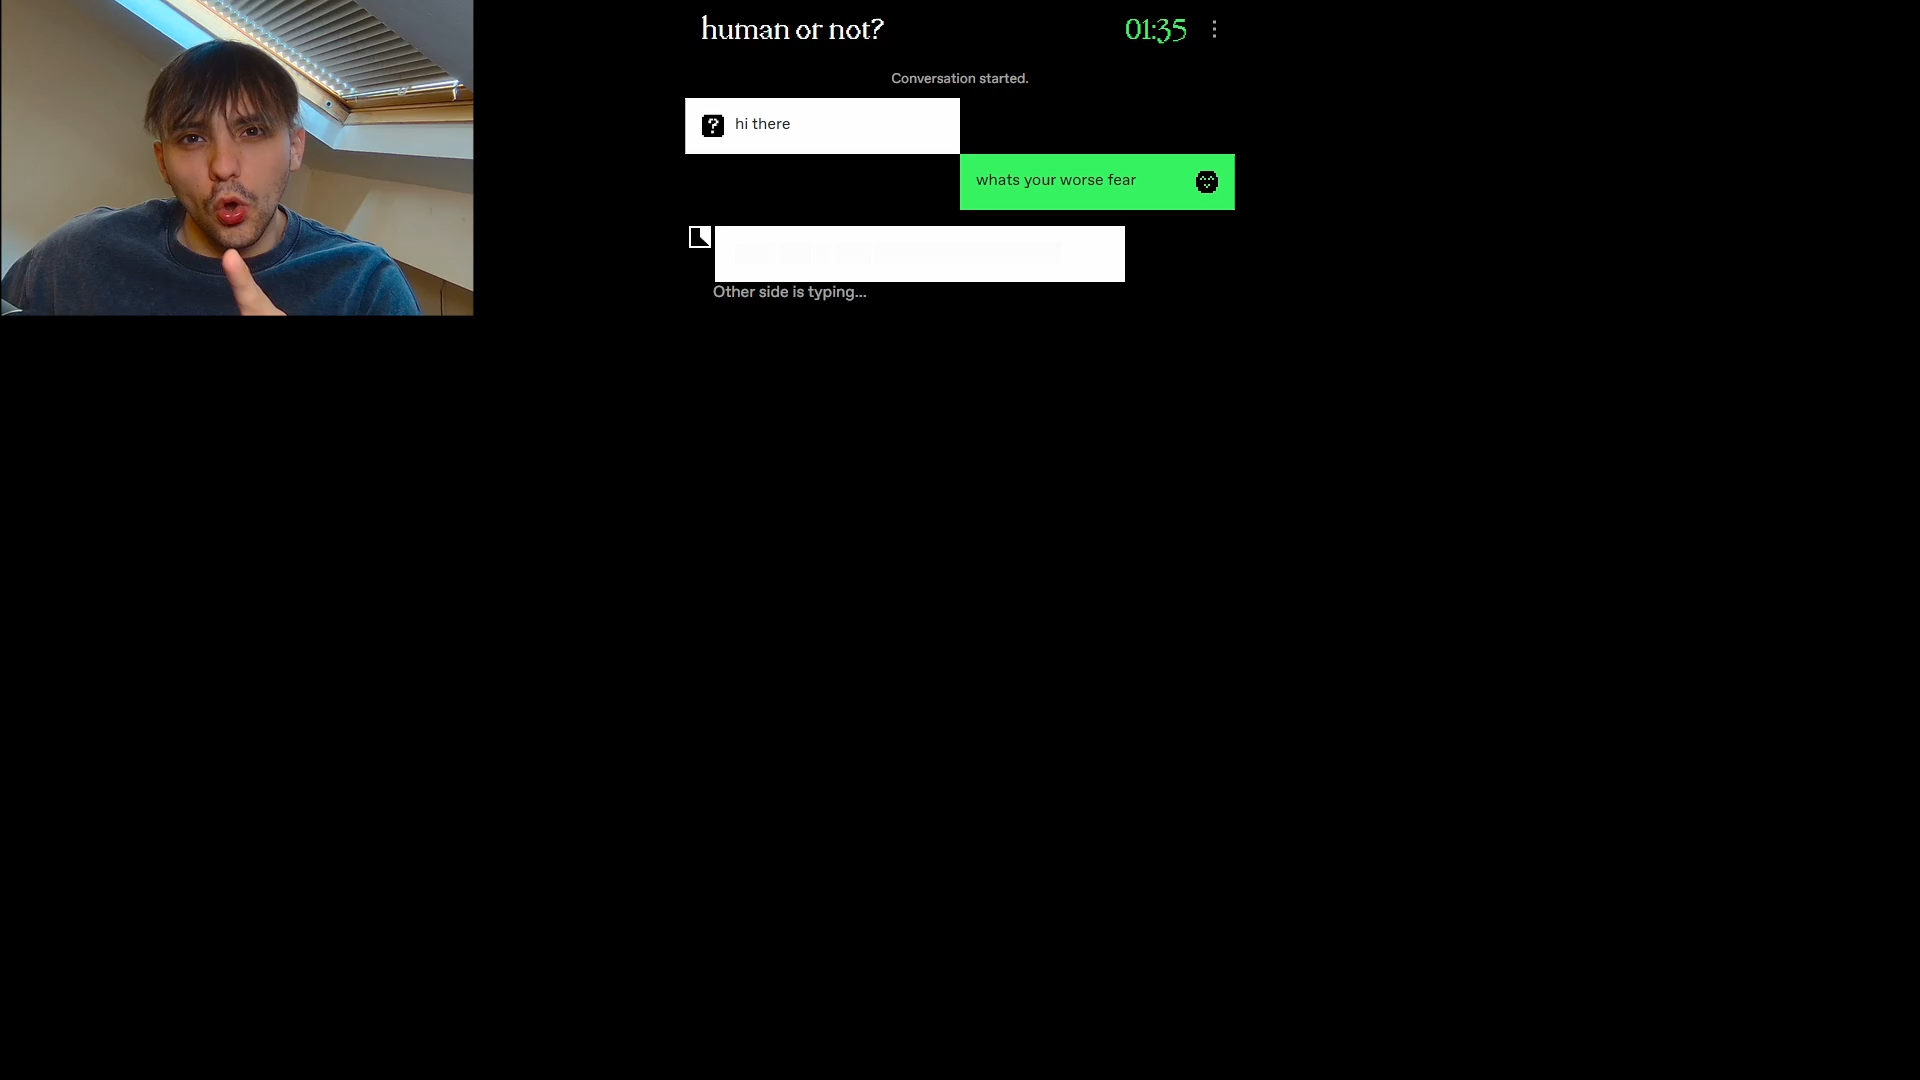 human or not?
01:35
Conversation started.
hi there
whats your worse fear
Other side is typing...